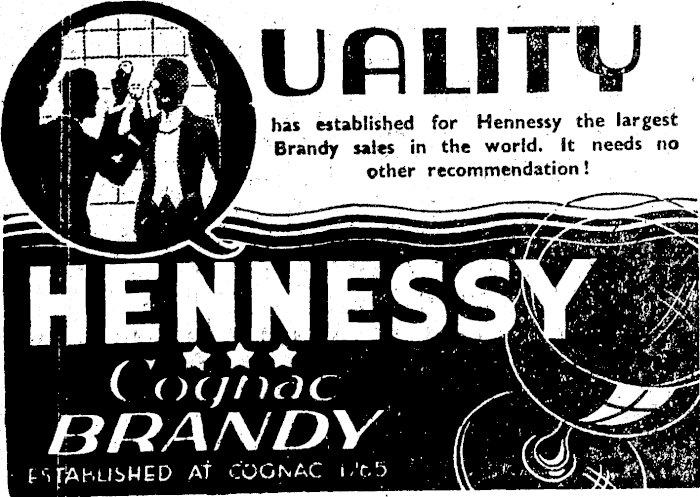 QUALITY
has established for Hennessy the largest
Brandy sales in the world. It needs no
other recommendation!
HENNESSY
Cognac
BRANDY
ESTABLISHED AT COGNAC 1765